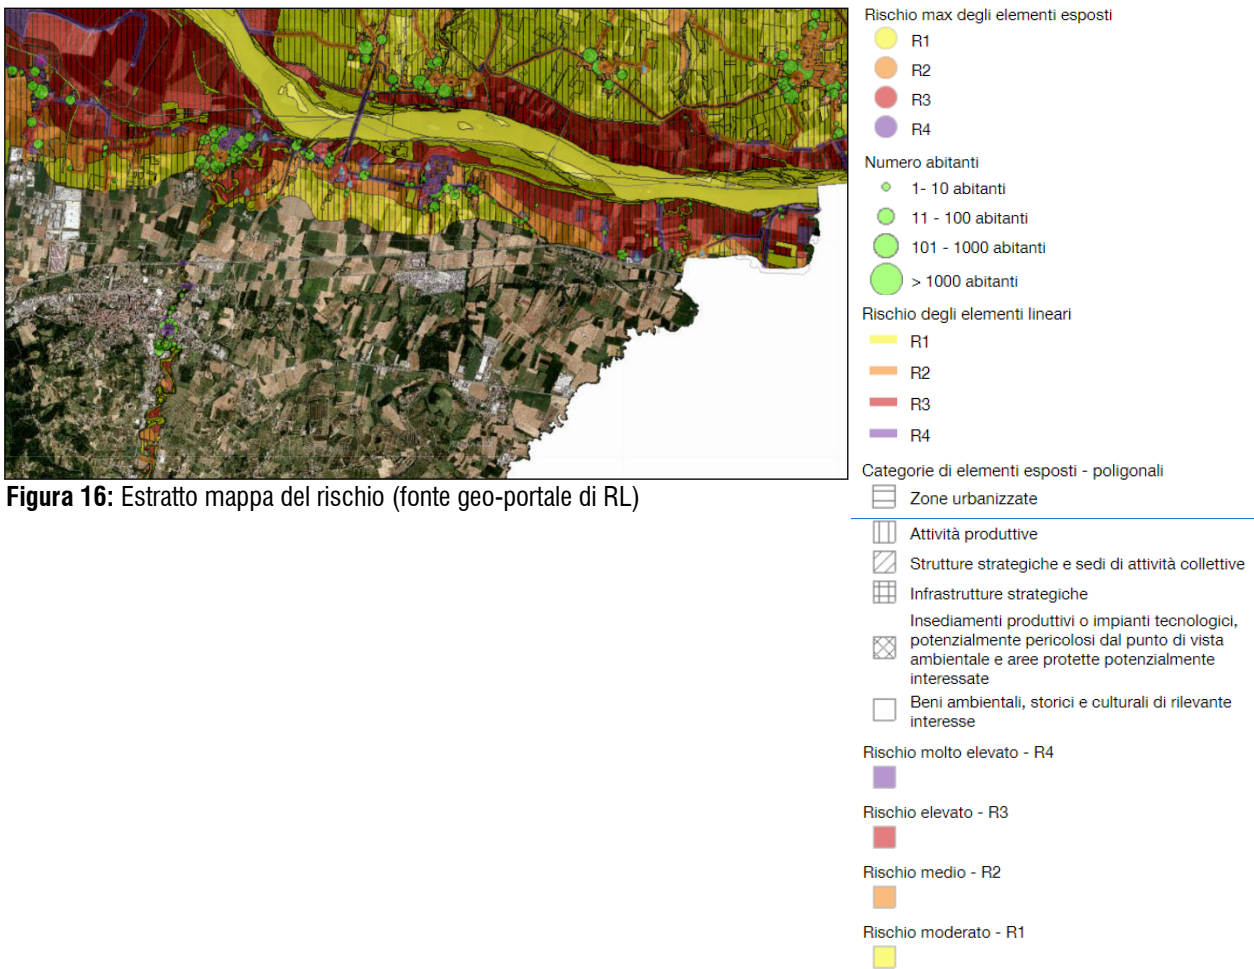 Figura 16: Estratto mappa del rischio (fonte geo-portale di RL)
Rischio max degli elementi esposti
R1
R2
R3
R4
Numero abitanti
1- 10 abitanti
11 - 100 abitanti
101 - 1000 abitanti
> 1000 abitanti
Rischio degli elementi lineari
R1
R2
R3
R4
Categorie di elementi esposti - poligonali
Zone urbanizzate
Attività produttive
Strutture strategiche e sedi di attività collettive
Infrastrutture strategiche
Insediamenti produttivi o impianti tecnologici,
potenzialmente pericolosi dal punto di vista
ambientale e aree protette potenzialmente
interessate
Beni ambientali, storici e culturali di rilevante
interesse
Rischio molto elevato - R4
Rischio elevato - R3
Rischio medio - R2
Rischio moderato - R1